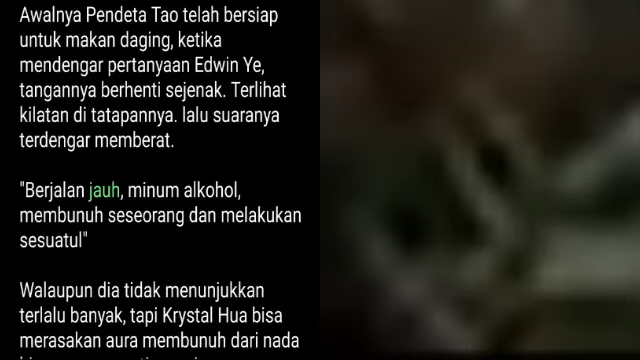 Awalnya Pendeta Tao telah bersiap
untuk makan daging, ketika
mendengar pertanyaan Edwin Ye,
tangannya berhenti sejenak. Terlihat
kilatan di tatapannya. lalu suaranya
terdengar memberat.
"Berjalan jauh, minum alkohol,
membunuh seseorang dan melakukan
sesuatul"
Walaupun dia tidak menunjukkan
terlalu banyak, tapi Krystal Hua bisa
merasakan aura membunuh dari nada